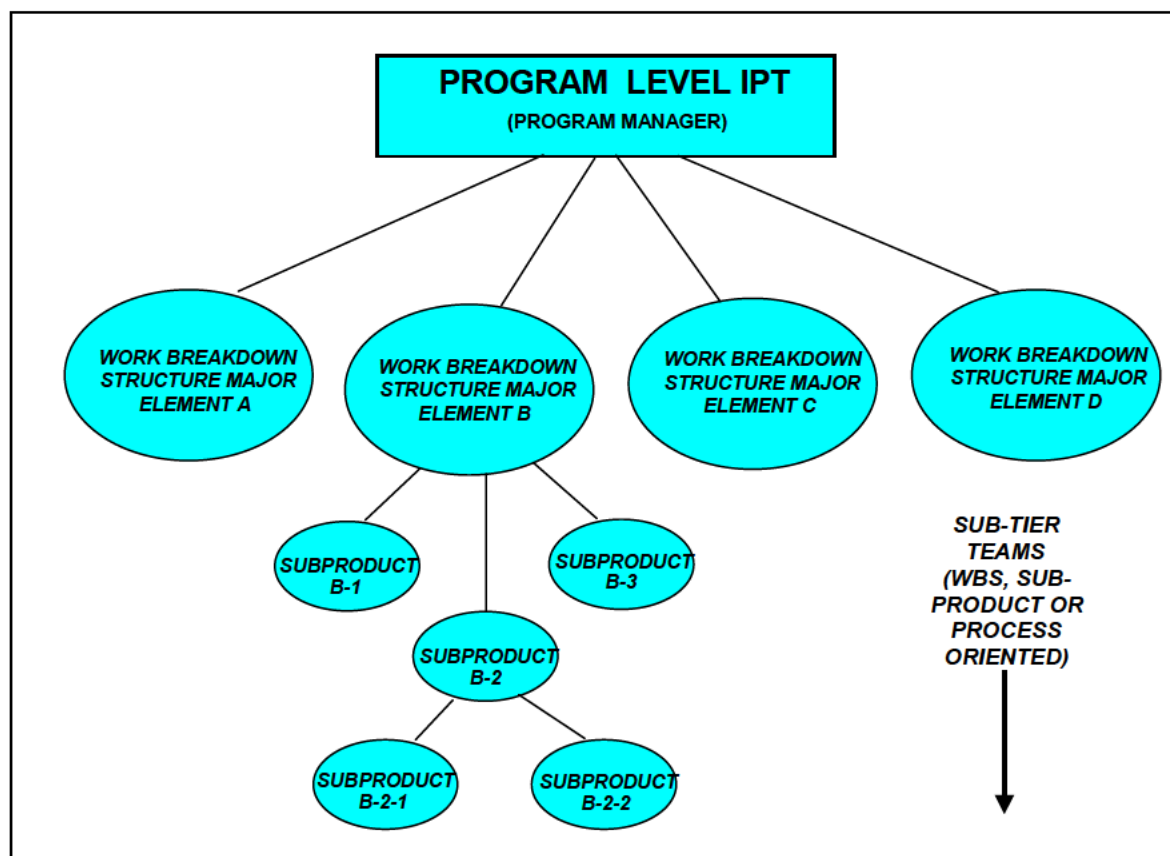 PROGRAM LEVEL IPT
(PROGRAM MANAGER)
WORK BREAKDOWN
STRUCTURE MAJOR
ELEMENT A
WORK BREAKDOWN
STRUCTURE MAJOR
ELEMENT B
WORK BREAKDOWN
STRUCTURE MAJOR
ELEMENT C
WORK BREAKDOWN
STRUCTURE MAJOR
ELEMENT D
SUBPRODUCT
B-1
SUBPRODUCT
B-3
SUBPRODUCT
B-2
SUBPRODUCT
B-2-1
SUBPRODUCT
B-2-2
SUB-TIER
TEAMS
(WBS, SUB-
PRODUCT OR
PROCESS
ORIENTED)